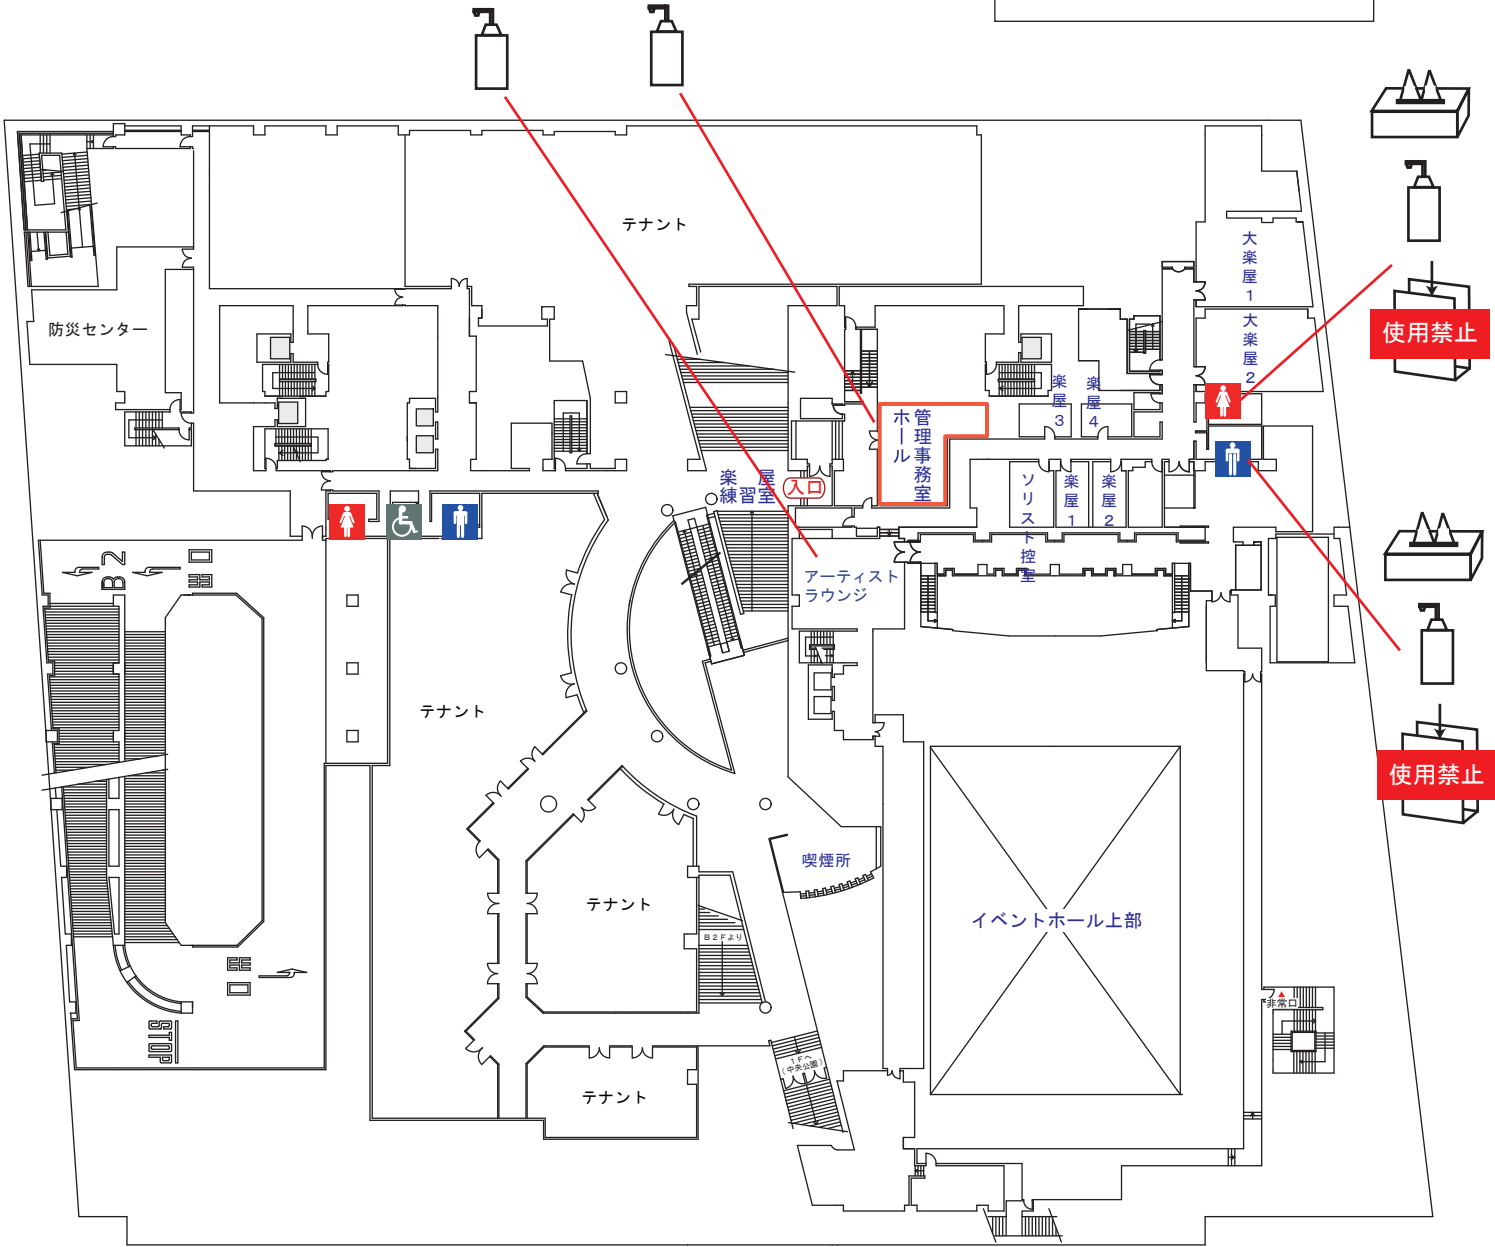 テナント
大楽屋1
使用禁止
防災センター
大楽屋2
楽屋3
楽屋4
ホール
管理事務室
楽屋
練習室
入口
ソリスト控室
楽屋1
楽屋2
アーティスト
ラウンジ
B2
出口
テナント
使用禁止
喫煙所
テナント
イベントホール上部
B2Fより
出口
非常口
STOP
1Fへ
(中央公園)
テナント